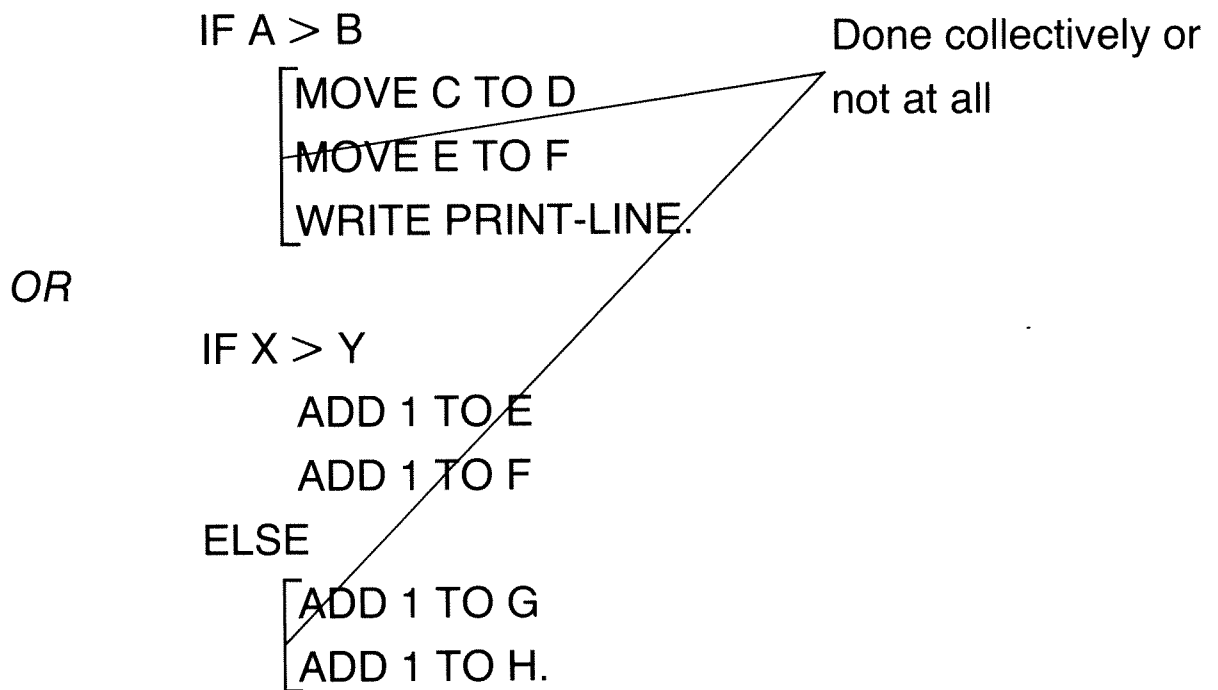 IF A > B
Done collectively or
not at all
MOVE C TO D
MOVE E TO F
WRITE PRINT-LINE.
OR
IF X > Y
ADD 1 TO E
ADD 1 TO F
ELSE
ADD 1 TO G
ADD 1 TO H.